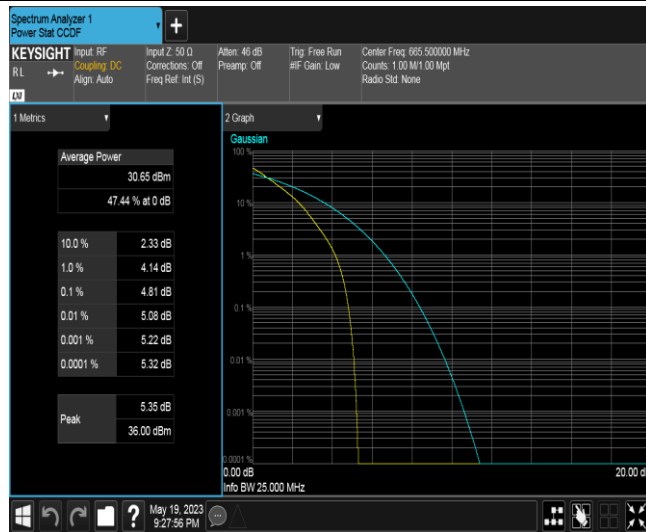 Spectrum Analyzer 1
Power Stat CCDF
KEYSIGHT
R L
LXI
Input: RF
Coupling: DC
Align: Auto
Input Z: 50 Ω
Corrections: Off
Freq Ref: Int (S)
Atten: 46 dB
Preamp: Off
Trig: Free Run
#IF Gain: Low
Center Freq: 665.500000 MHz
Counts: 1.00 M/1.00 Mpt
Radio Std: None
1 Metrics
Average Power
30.65 dBm
47.44 % at 0 dB
10.0 % 2.33 dB
1.0 % 4.14 dB
0.1 % 4.81 dB
0.01 % 5.08 dB
0.001 % 5.22 dB
0.0001 % 5.32 dB
Peak
5.35 dB
36.00 dBm
2 Graph
Gaussian
100 %
10 %
1 %
0.1 %
0.01 %
0.001 %
0.0001 %
0.00 dB
20.00 d
Info BW 25.000 MHz
?
May 19, 2023
9:27:56 PM